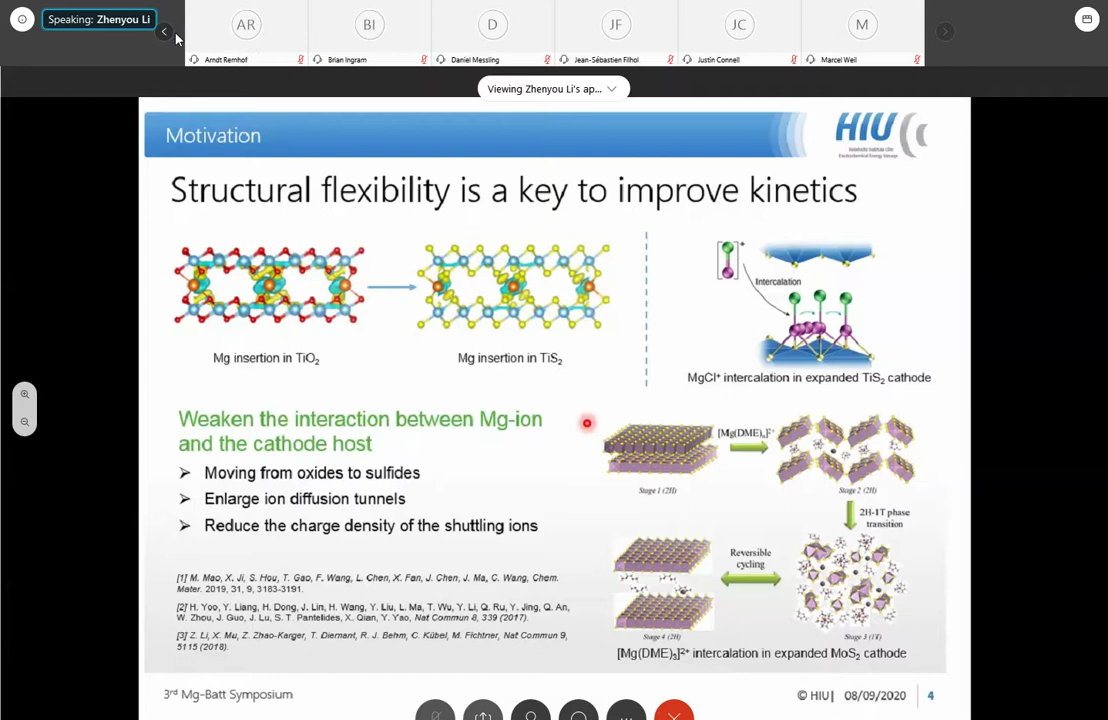 Speaking: Zhenyou Li
AR
BI
D
JF
JC
M
Arndt Remhof
Brian Ingram
Daniel Messling
Jean-Sébastien Filhol
Justin Connell
Marcel Weil
Viewing Zhenyou Li's ap...
Motivation
HIU
Structural flexibility is a key to improve kinetics
Intercalation
Mg insertion in TiO2
Mg insertion in TiS2
MgCl+ intercalation in expanded TiS2 cathode
Weaken the interaction between Mg-ion
and the cathode host
➢ Moving from oxides to sulfides
➢ Enlarge ion diffusion tunnels
➢ Reduce the charge density of the shuttling ions
Stage 1 (2H)
Stage 2 (2H)
2H-1T phase
transition
Reversible
cycling
Stage 4 (2H)
Stage 3 (1T)
[Mg(DME)3]2+ intercalation in expanded MoS2 cathode
[1] M. Mao, X. Ji, S. Hou, T. Gao, F. Wang, L. Chen, X. Fan, J. Chen, J. Ma, C. Wang, Chem.
Mater. 2019, 31, 9, 3183-3191.
[2] H. Yoo, Y. Liang, H. Dong, J. Lin, H. Wang, Y. Liu, L. Ma, T. Wu, Y. Li, Q. Ru, Y. Jing, Q. An,
W. Zhou, J. Guo, J. Lu, S. T. Pantelides, X. Qian, Y. Yao, Nat Commun 8, 339 (2017).
[3] Z. Li, X. Mu, Z. Zhao-Karger, T. Diemant, R. J. Behm, C. Kübel, M. Fichtner, Nat Commun 9,
5115 (2018).
3rd Mg-Batt Symposium
© HIU| 08/09/2020 4